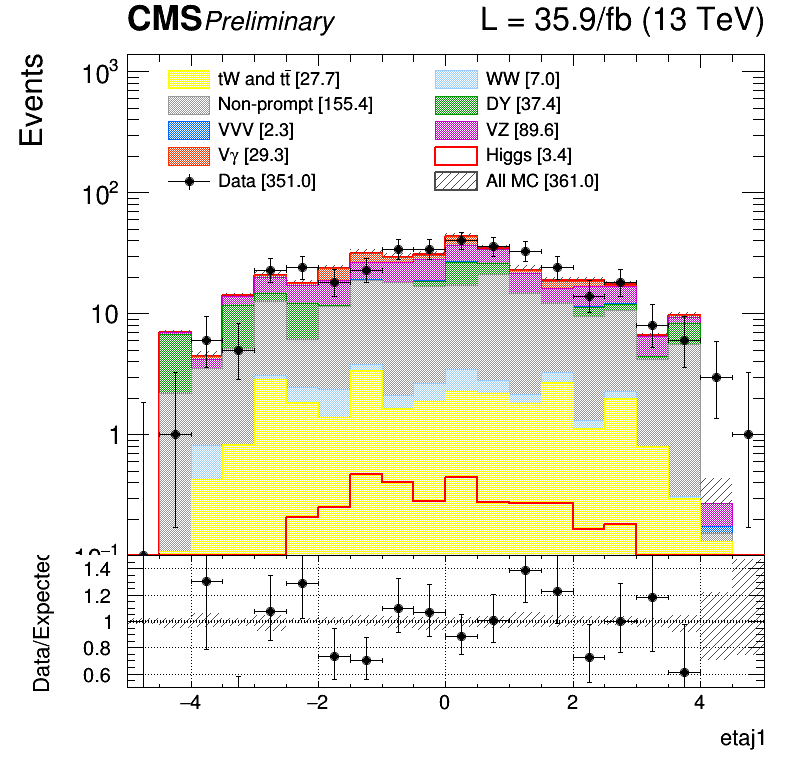 CMS Preliminary L = 35.9/fb (13 TeV)
Events
10³
10²
10
1
10⁻¹
tW and tt̄ [27.7]
WW [7.0]
Non-prompt [155.4]
DY [37.4]
VVV [2.3]
VZ [89.6]
Vγ [29.3]
Higgs [3.4]
Data [351.0]
All MC [361.0]
Data/Expected
1.4
1.2
1
0.8
0.6
−4 −2 0 2 4
etaj1